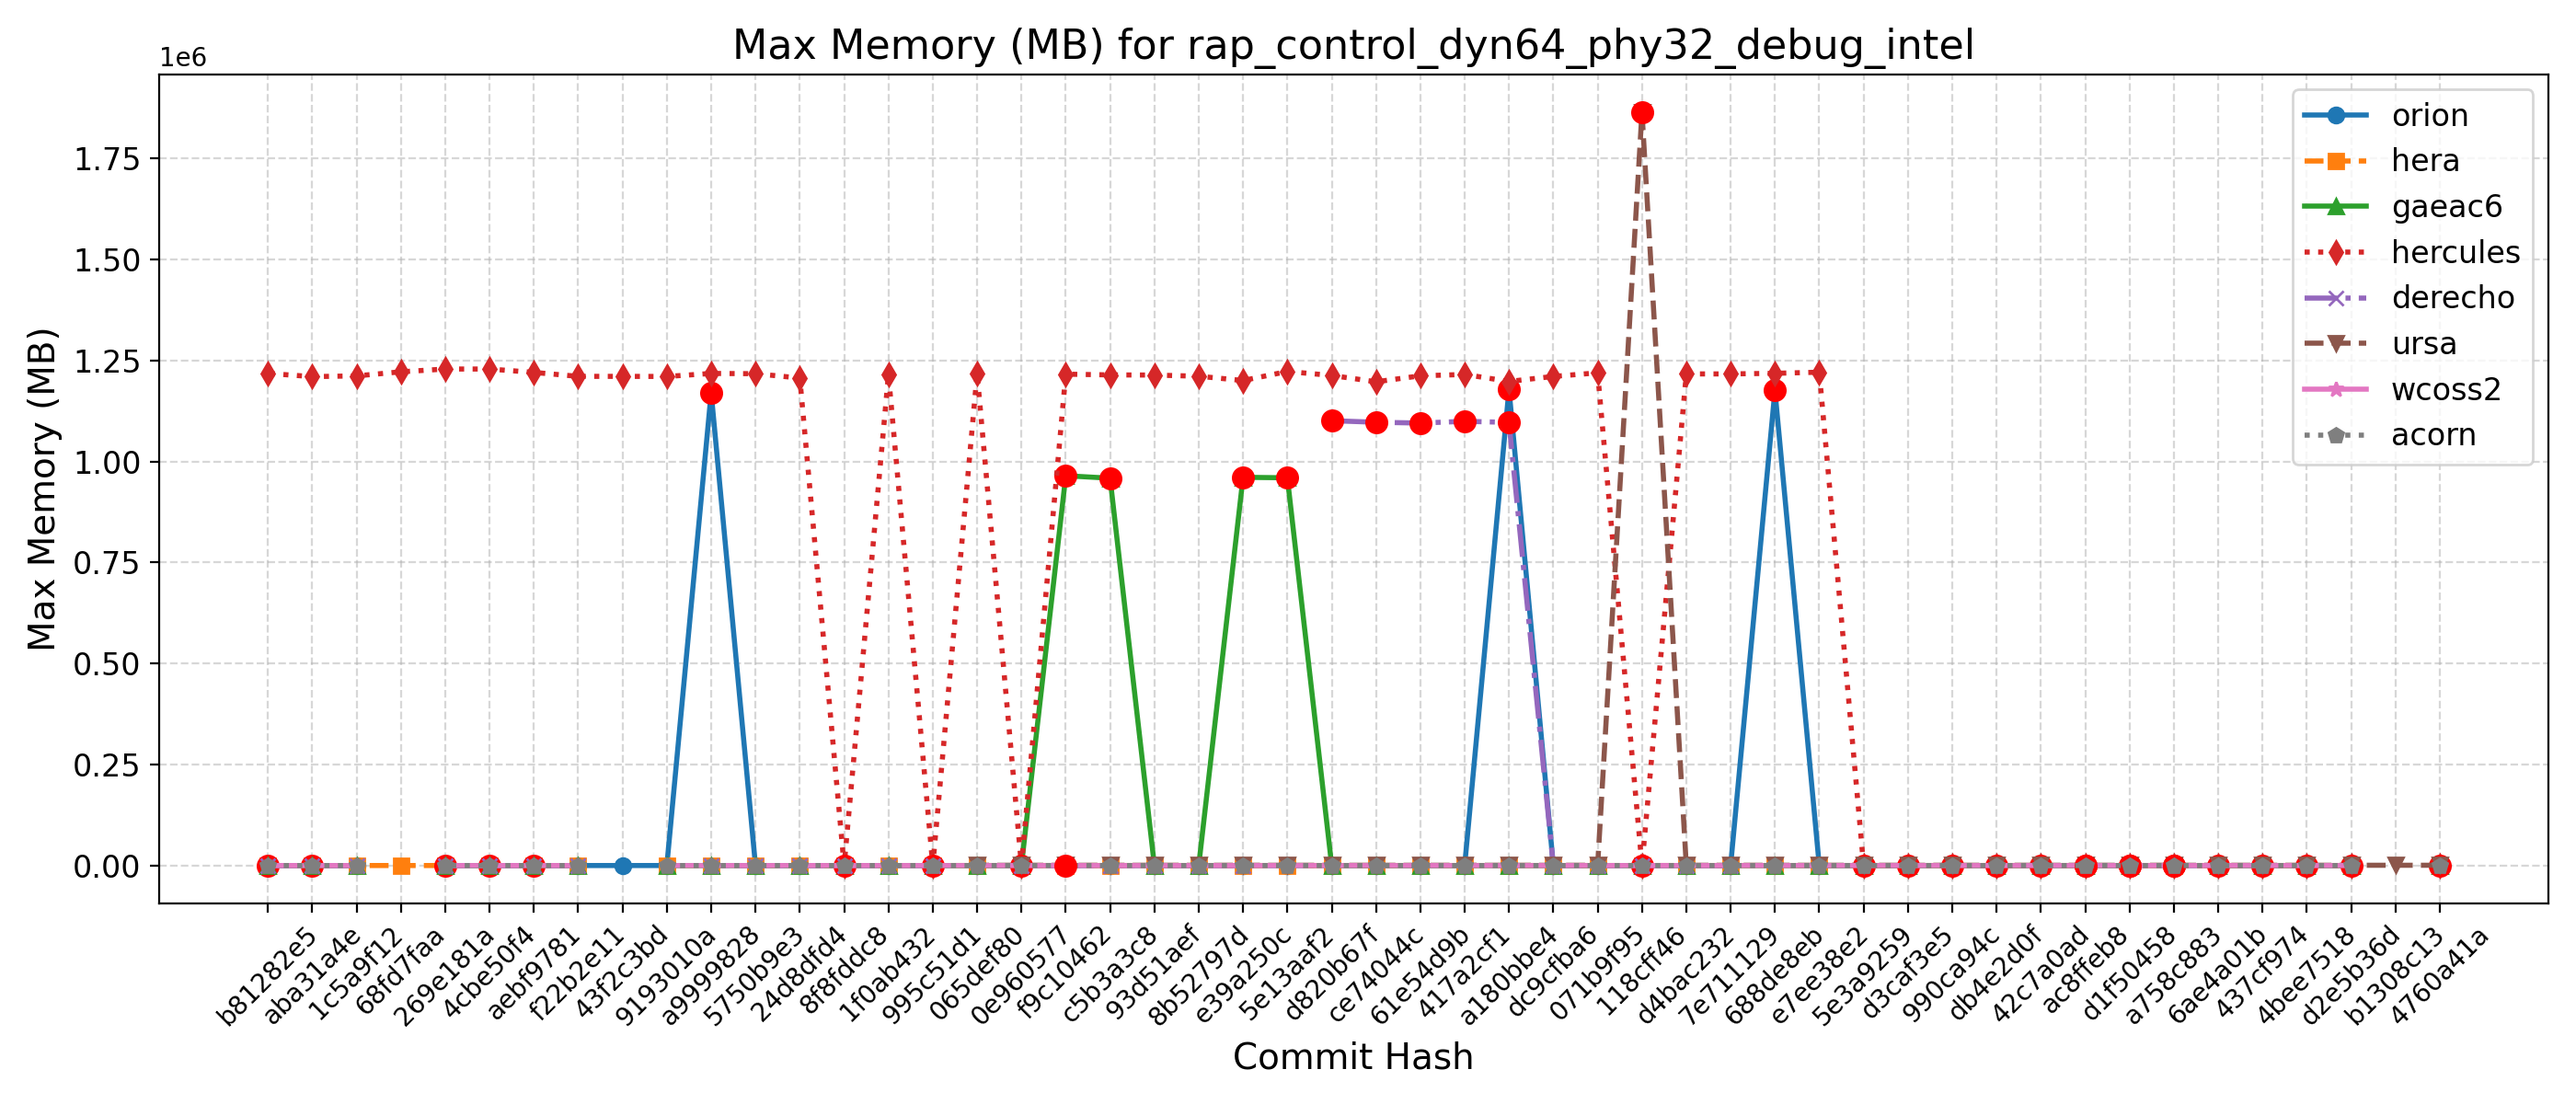 Max Memory (MB) for rap_control_dyn64_phy32_debug_intel
1e6
1.75
1.50
1.25
1.00
0.75
0.50
0.25
0.00
Max Memory (MB)
orion
hera
gaeac6
hercules
derecho
ursa
wcoss2
acorn
b81282e5
aba31a4e
1c5a9f12
68fd7faa
269e181a
4cbe50f4
aebf9781
f22b2e11
43f2c3bd
9193010a
a9999828
5750b9e3
24d8dfd4
8f8fddc8
1f0ab432
995c51d1
065def80
0e960577
f9c10462
c5b3a3c8
93d51aef
8b52797d
e39a250c
5e13aaf2
d820b67f
ce74044c
61e54d9b
417a2cf1
a180bbe4
dc9cfba6
071b9f95
118cff46
d4bac232
7e711129
688de8eb
e7ee38e2
5e3a9259
d3caf3e5
990ca94c
db4e2d0f
42c7a0ad
ac8ffeb8
d1f50458
a758c883
6ae4a01b
437cf974
4bee7518
d2e5b36d
b1308c13
4760a41a
Commit Hash